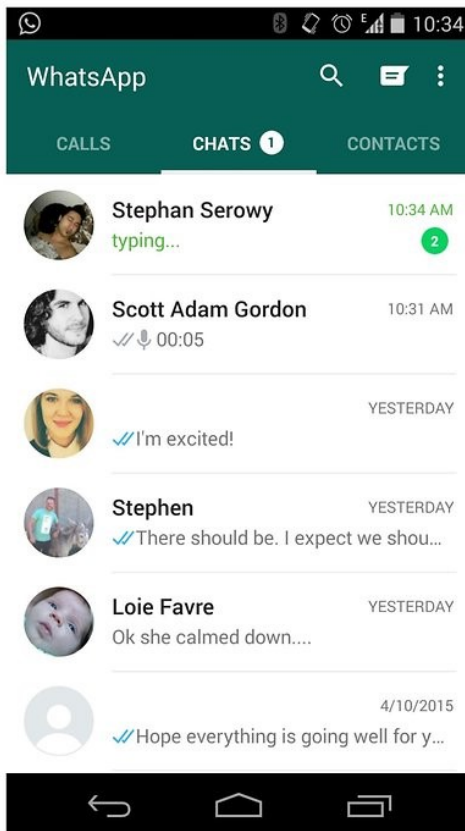 E 10:34
WhatsApp
CALLS CHATS 1 CONTACTS
Stephan Serowy 10:34 AM
typing... 2
Scott Adam Gordon 10:31 AM
00:05
YESTERDAY
I'm excited!
Stephen YESTERDAY
There should be. I expect we shou...
Loie Favre YESTERDAY
Ok she calmed down....
4/10/2015
Hope everything is going well for y...